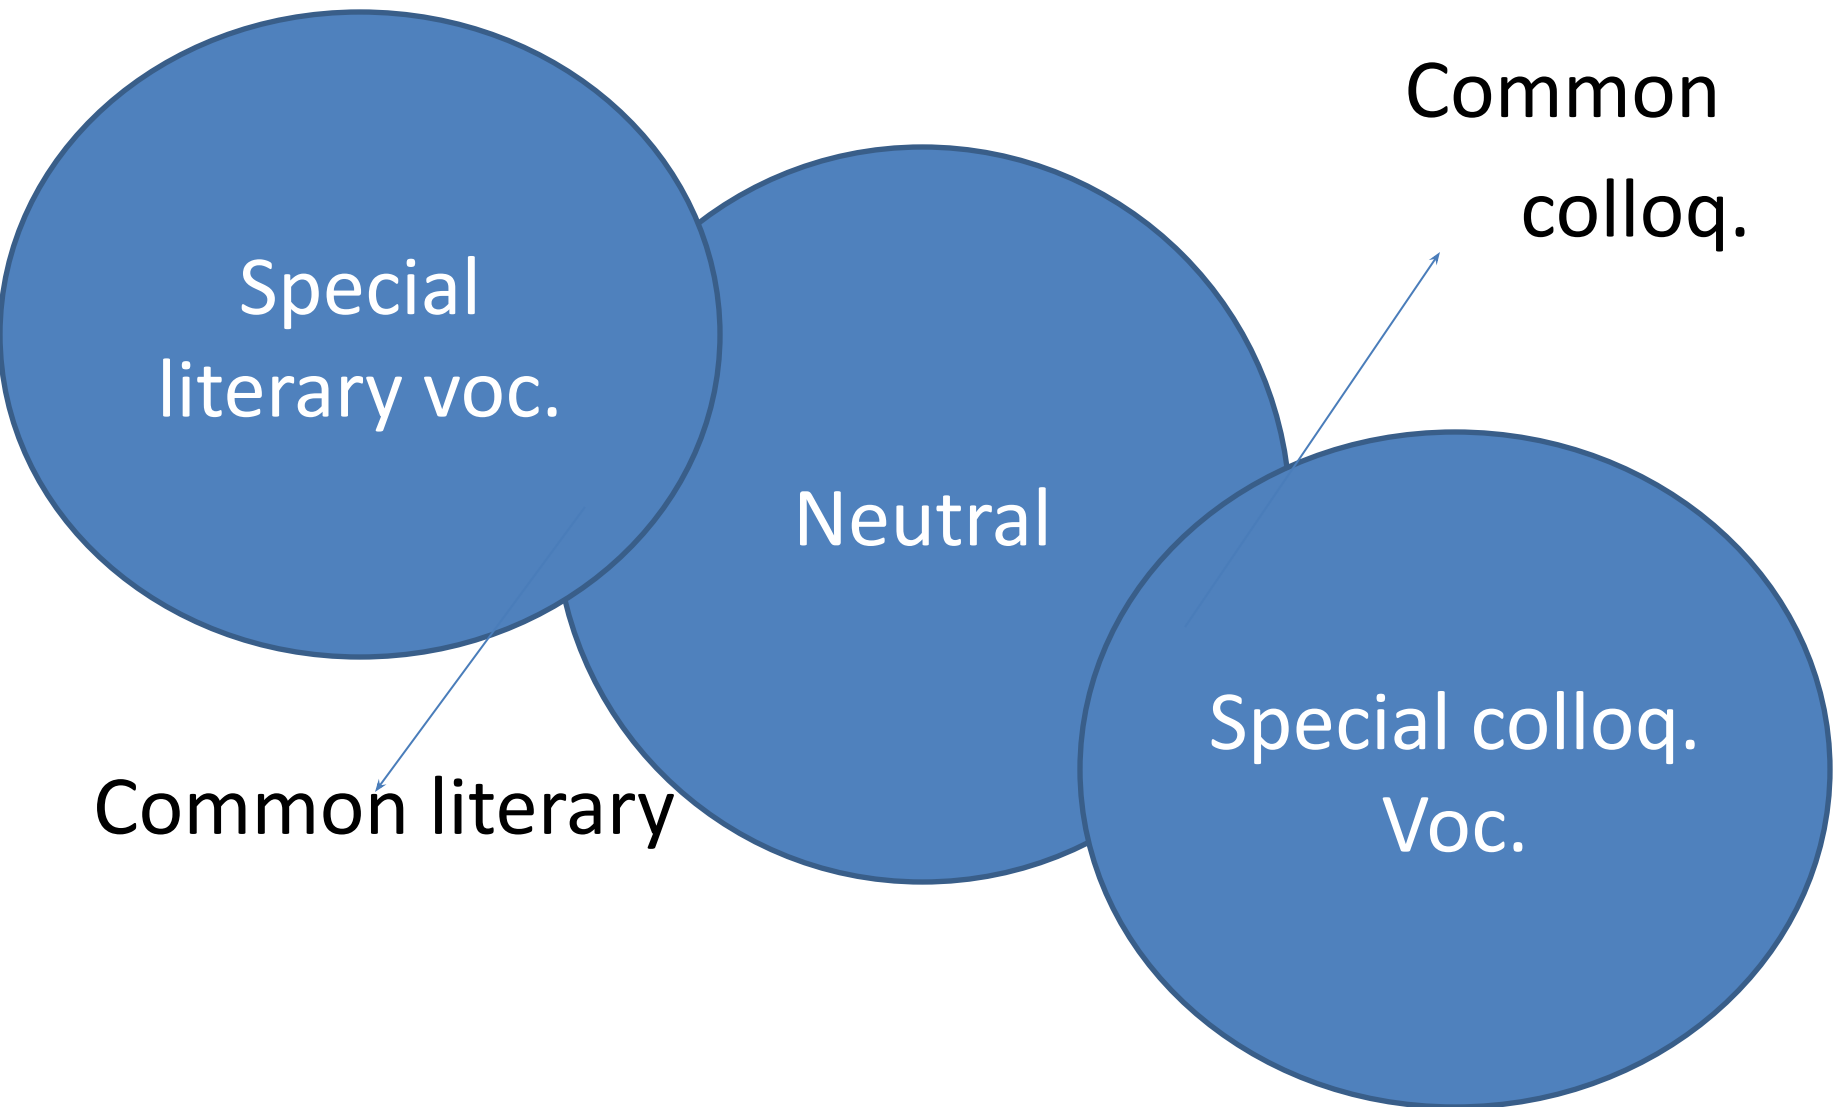 Common
colloq.
Special
literary voc.
Neutral
Special colloq.
Voc.
Common literary